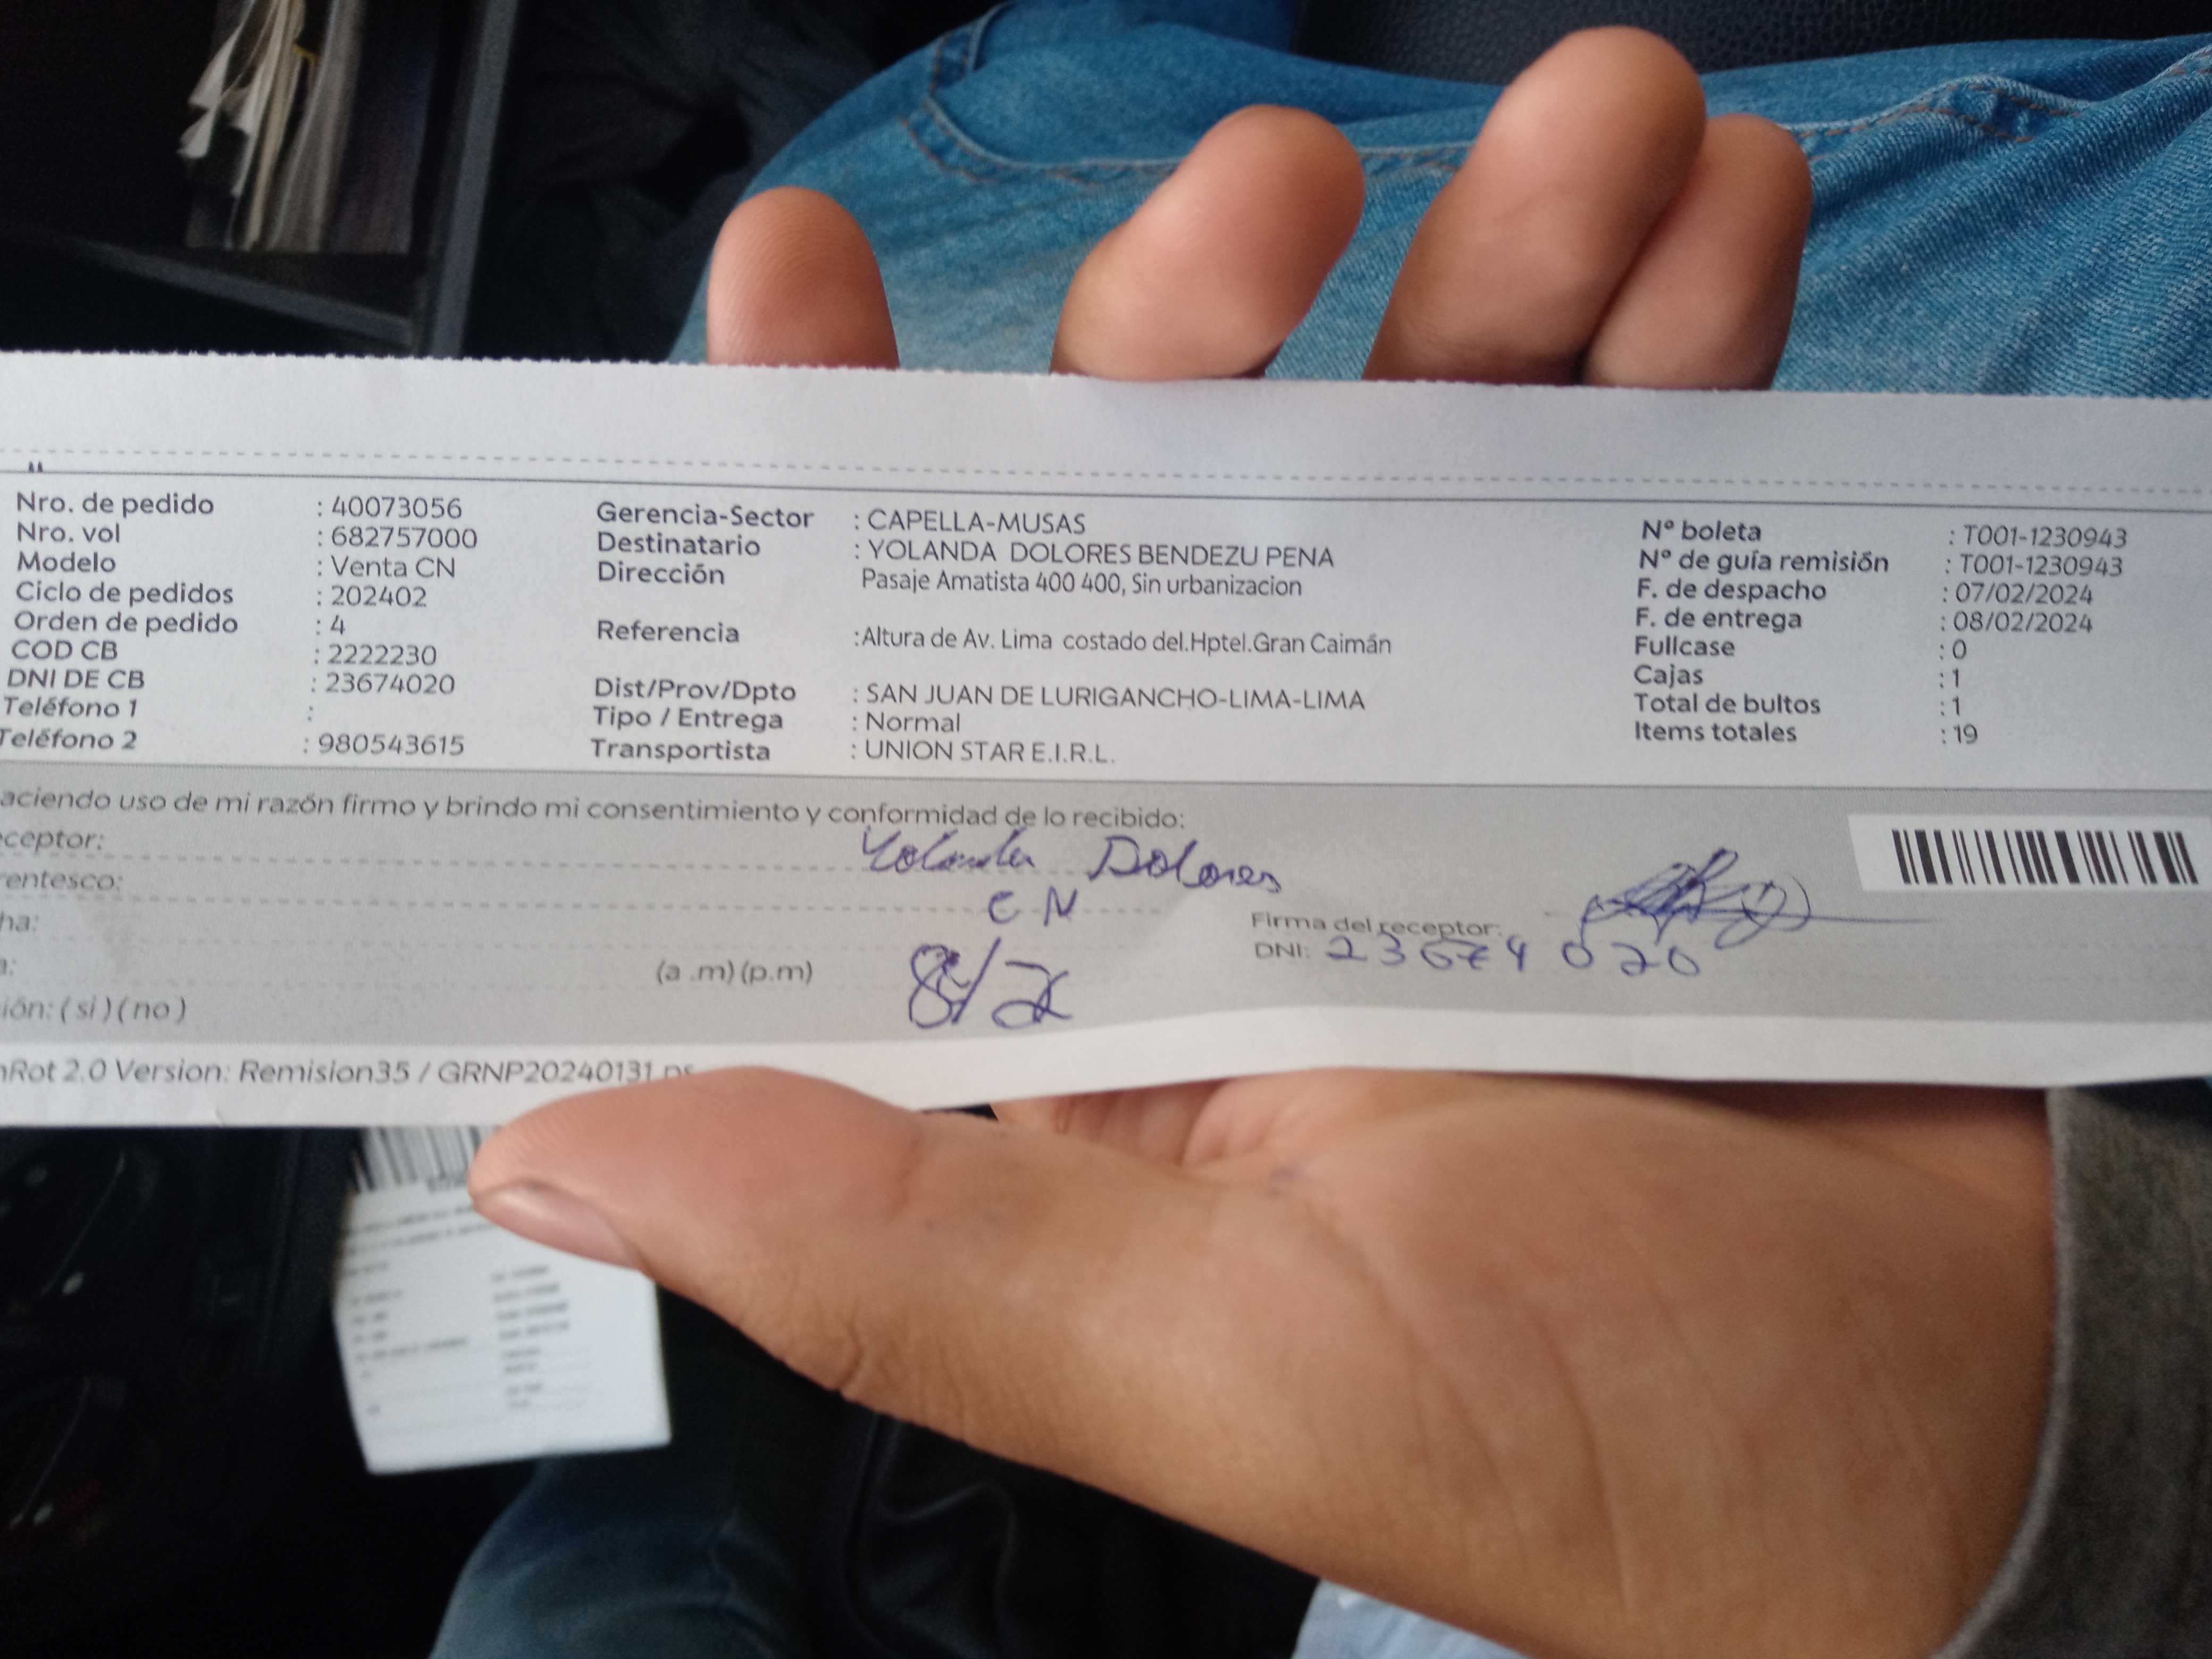 Nro. de pedido : 40073056
Nro. vol : 682757000
Modelo : Venta CN
Ciclo de pedidos : 202402
Orden de pedido : 4
COD CB : 2222230
DNI DE CB : 23674020
Teléfono 1 :
Teléfono 2 : 980543615
Gerencia-Sector : CAPELLA-MUSAS
Destinatario : YOLANDA DOLORES BENDEZU PENA
Dirección Pasaje Amatista 400 400, Sin urbanizacion
Referencia :Altura de Av. Lima costado del.Hptel.Gran Caimán
Dist/Prov/Dpto : SAN JUAN DE LURIGANCHO-LIMA-LIMA
Tipo / Entrega : Normal
Transportista : UNION STAR E.I.R.L.
Nº boleta : T001-1230943
Nº de guía remisión : T001-1230943
F. de despacho : 07/02/2024
F. de entrega : 08/02/2024
Fullcase : 0
Cajas : 1
Total de bultos : 1
Items totales : 19
aciendo uso de mi razón firmo y brindo mi consentimiento y conformidad de lo recibido:
ceptor: Yolanda Dolores
entesco: CN
ha: 8/2
a: (a .m) (p.m)
ión: ( si ) ( no )
Firma del receptor:
DNI: 23674020
Rot 2.0 Version: Remision35 / GRNP20240131.ps